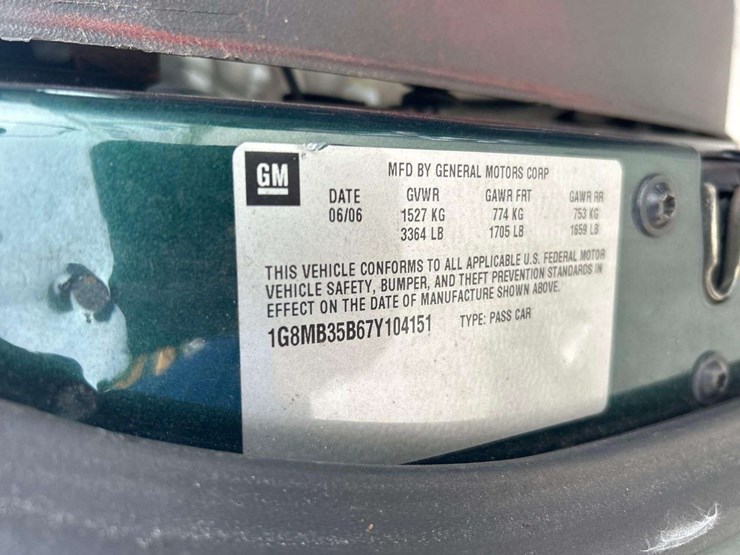 GM
MFD BY GENERAL MOTORS CORP
DATE GVWR GAWR FRT GAWR RR
06/06 1527 KG 774 KG 753 KG
3364 LB 1705 LB 1659 LB
THIS VEHICLE CONFORMS TO ALL APPLICABLE U.S. FEDERAL MOTOR
VEHICLE SAFETY, BUMPER, AND THEFT PREVENTION STANDARDS IN
EFFECT ON THE DATE OF MANUFACTURE SHOWN ABOVE.
1G8MB35B67Y104151 TYPE: PASS CAR